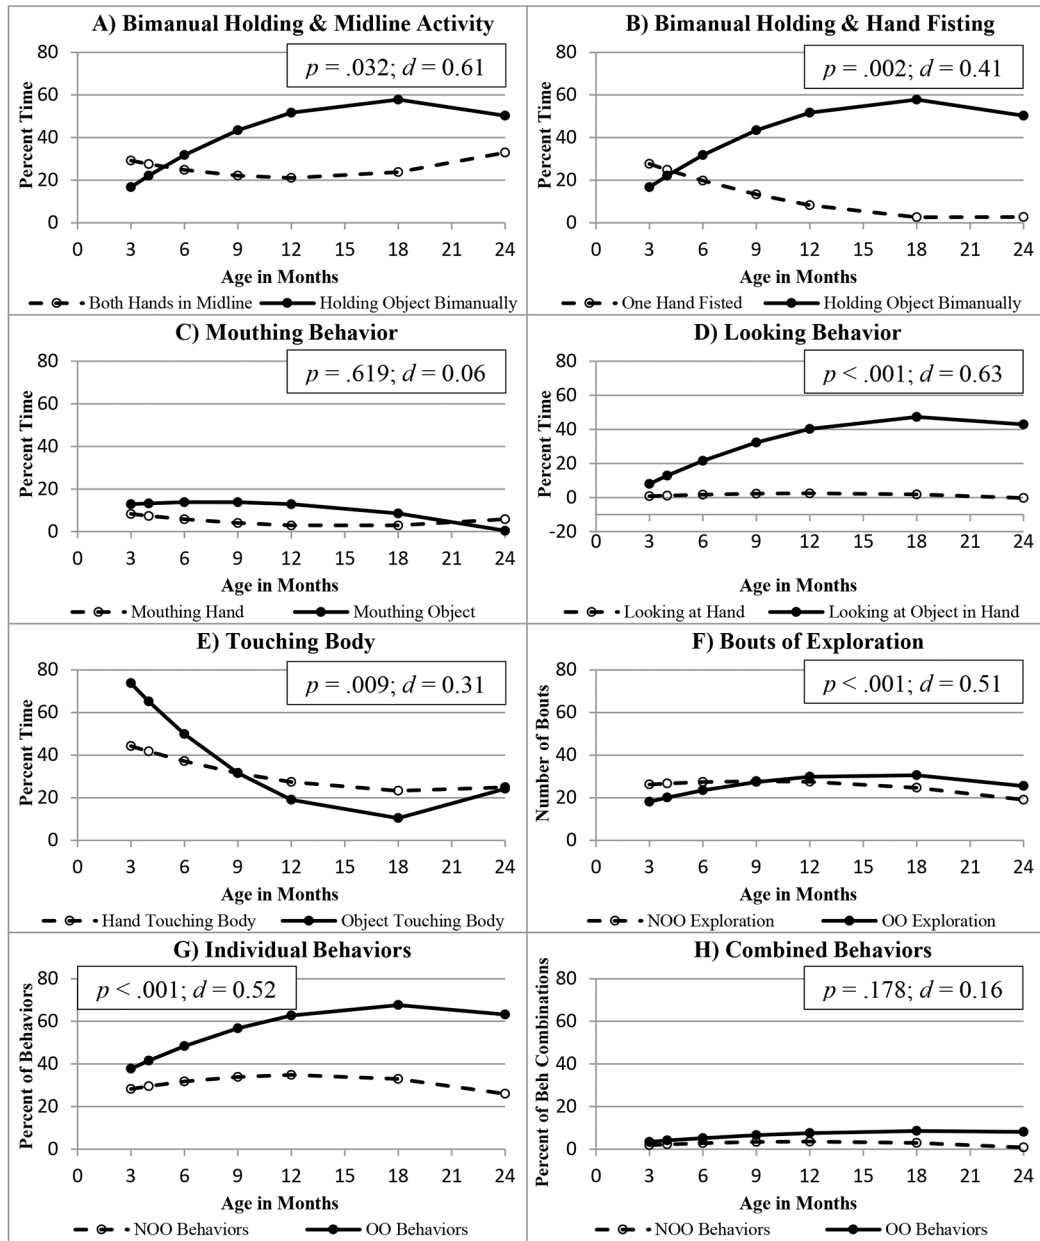 A) Bimanual Holding & Midline Activity
p = .032; d = 0.61
Percent Time
80
60
40
20
0
0 3 6 9 12 15 18 21 24
Age in Months
Both Hands in Midline Holding Object Bimanually
B) Bimanual Holding & Hand Fisting
p = .002; d = 0.41
Percent Time
80
60
40
20
0
0 3 6 9 12 15 18 21 24
Age in Months
One Hand Fisted Holding Object Bimanually
C) Mouthing Behavior
p = .619; d = 0.06
Percent Time
80
60
40
20
0
0 3 6 9 12 15 18 21 24
Age in Months
Mouthing Hand Mouthing Object
D) Looking Behavior
p < .001; d = 0.63
Percent Time
80
60
40
20
0
-20
0 3 6 9 12 15 18 21 24
Age in Months
Looking at Hand Looking at Object in Hand
E) Touching Body
p = .009; d = 0.31
Percent Time
80
60
40
20
0
0 3 6 9 12 15 18 21 24
Age in Months
Hand Touching Body Object Touching Body
F) Bouts of Exploration
p < .001; d = 0.51
Number of Bouts
80
60
40
20
0
0 3 6 9 12 15 18 21 24
Age in Months
NOO Exploration OO Exploration
G) Individual Behaviors
p < .001; d = 0.52
Percent of Behaviors
80
60
40
20
0
0 3 6 9 12 15 18 21 24
Age in Months
NOO Behaviors OO Behaviors
H) Combined Behaviors
p = .178; d = 0.16
Percent of Beh Combinations
80
60
40
20
0
0 3 6 9 12 15 18 21 24
Age in Months
NOO Behaviors OO Behaviors